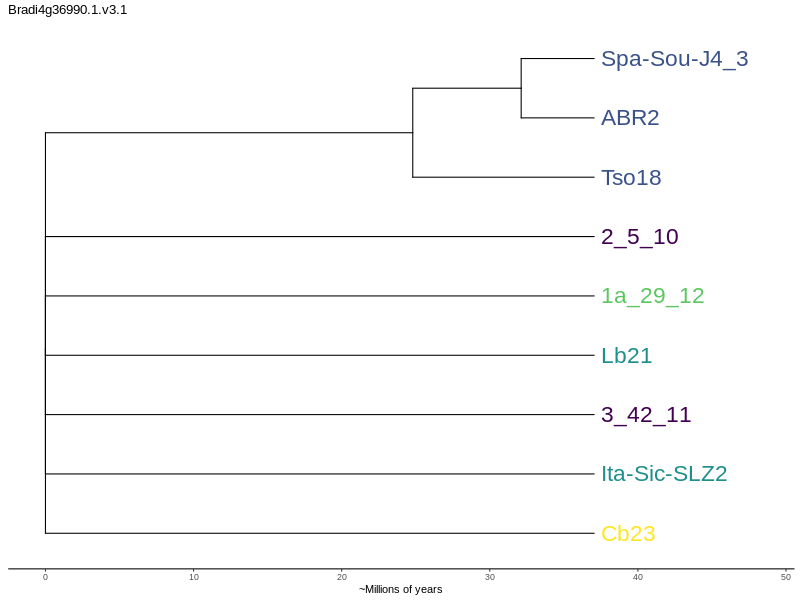 Bradi4g36990.1.v3.1
Spa-Sou-J4_3
ABR2
Tso18
2_5_10
1a_29_12
Lb21
3_42_11
Ita-Sic-SLZ2
Cb23
0 10 20 30 40 50
~Millions of years